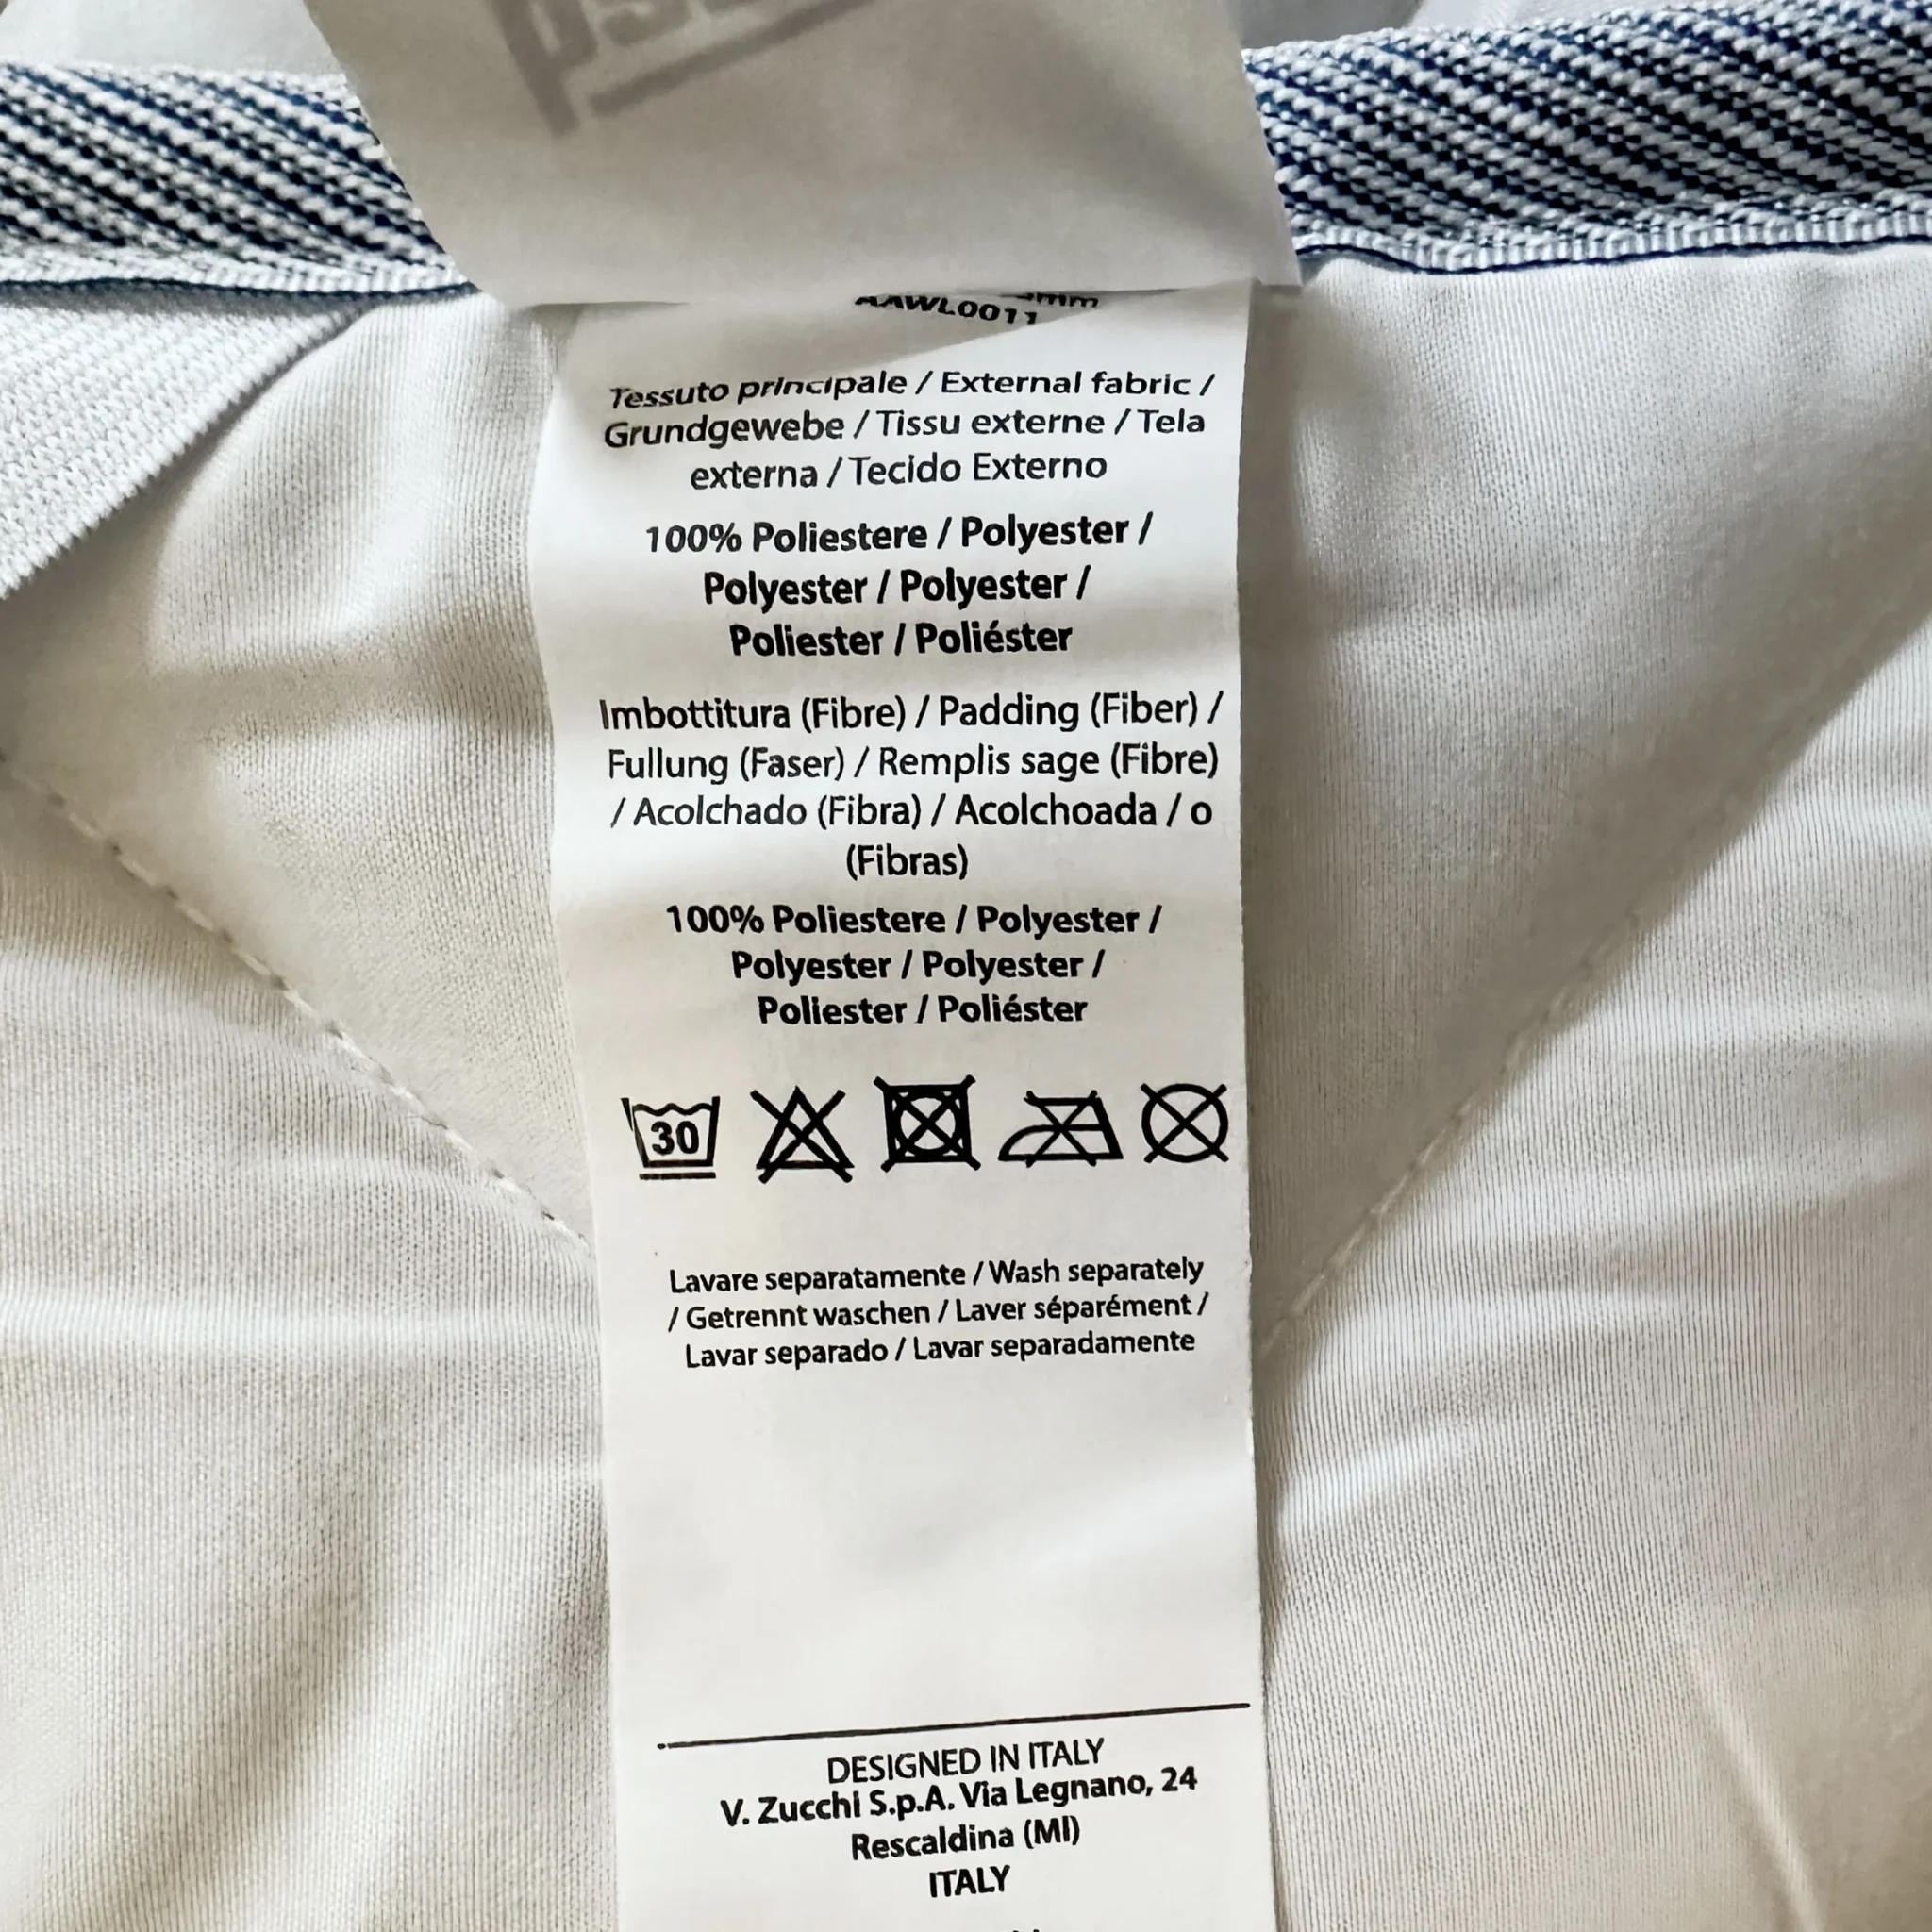 AAWL0011
Tessuto principale / External fabric /
Grundgewebe / Tissu externe / Tela
externa / Tecido Externo
100% Poliestere / Polyester /
Polyester / Polyester /
Poliester / Poliéster
Imbottitura (Fibre) / Padding (Fiber) /
Fullung (Faser) / Remplis sage (Fibre)
/ Acolchado (Fibra) / Acolchoada / o
(Fibras)
100% Poliestere / Polyester /
Polyester / Polyester /
Poliester / Poliéster
30
Lavare separatamente / Wash separately
/ Getrennt waschen / Laver séparément /
Lavar separado / Lavar separadamente
DESIGNED IN ITALY
V. Zucchi S.p.A. Via Legnano, 24
Rescaldina (MI)
ITALY